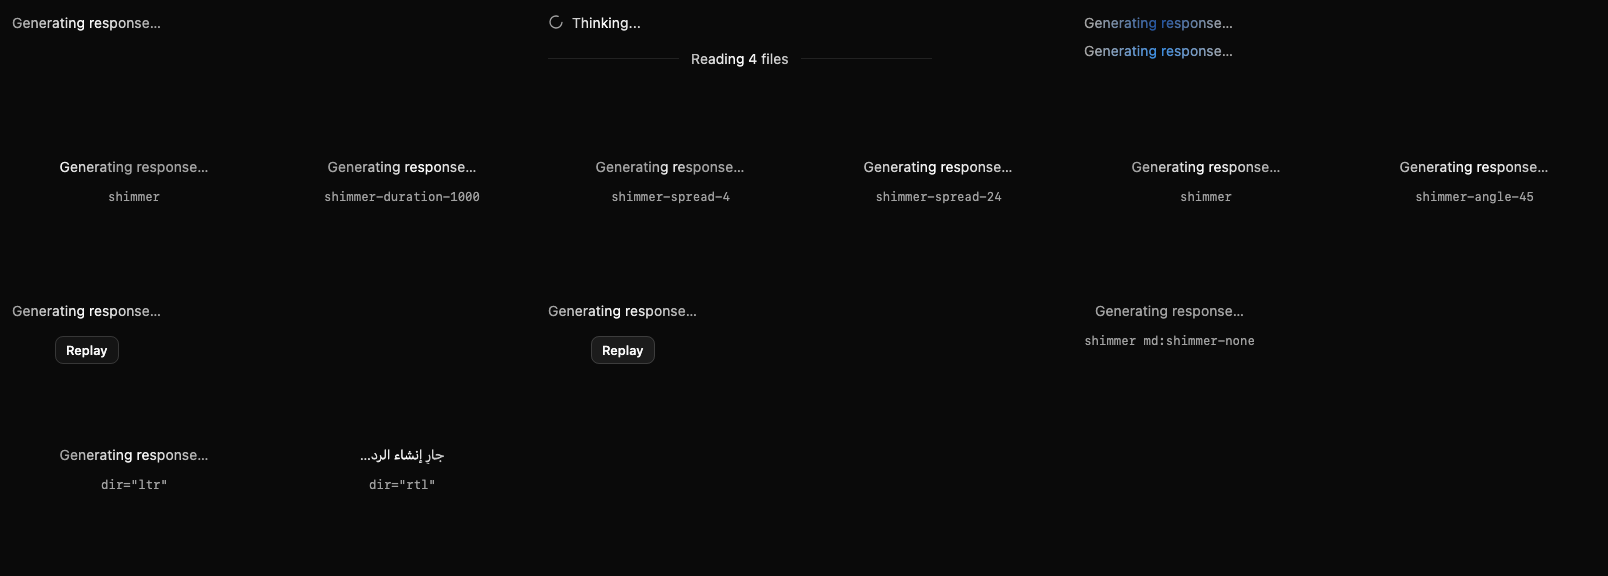 Generating response...
Thinking...
Reading 4 files
Generating response...
Generating response...
Generating response...
shimmer
Generating response...
shimmer-duration-1000
Generating response...
shimmer-spread-4
Generating response...
shimmer-spread-24
Generating response...
shimmer
Generating response...
shimmer-angle-45
Generating response...
Replay
Generating response...
Replay
Generating response...
shimmer md:shimmer-none
Generating response...
dir="ltr"
جارٍ إنشاء الرد...
dir="rtl"